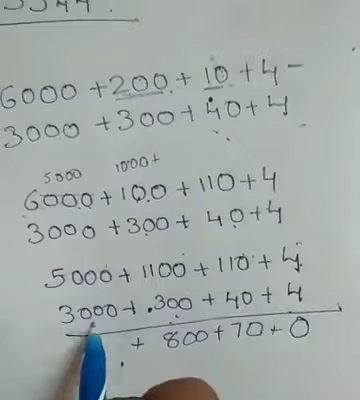 3344.
6000 + 200 + 10 + 4 -
3000 + 300 + 40 + 4
5000 1000+
6000 + 100 + 110 + 4
3000 + 300 + 40 + 4
5000 + 1100 + 110 + 4
3000 + 300 + 40 + 4
+ 800 + 70 + 0